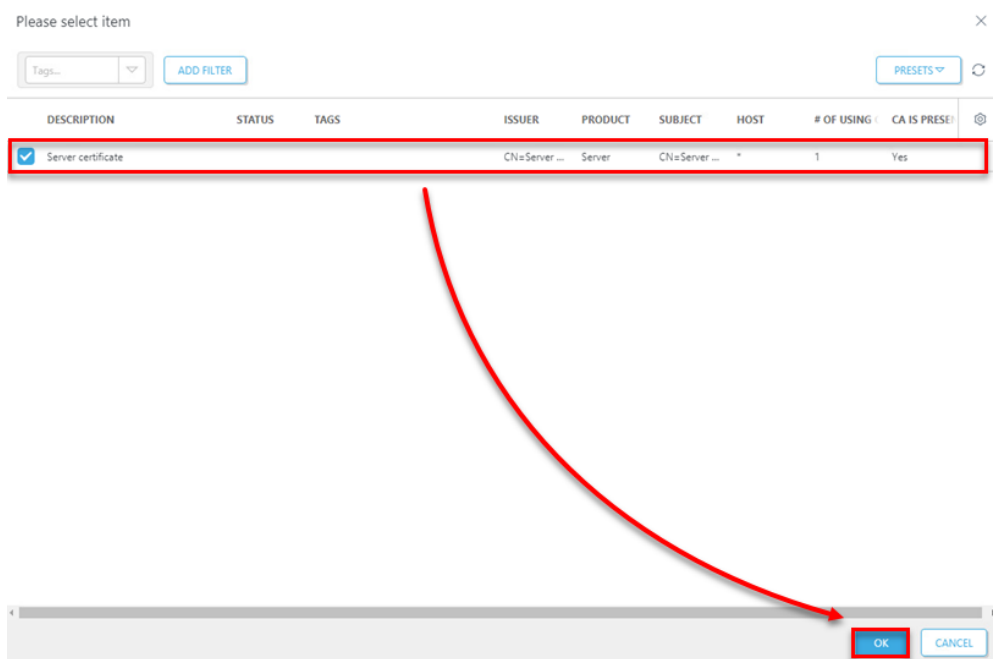 Please select item
Tags...
ADD FILTER
PRESETS
DESCRIPTION STATUS TAGS ISSUER PRODUCT SUBJECT HOST # OF USING CA IS PRESE
Server certificate CN=Server ... Server CN=Server ... * 1 Yes
OK CANCEL